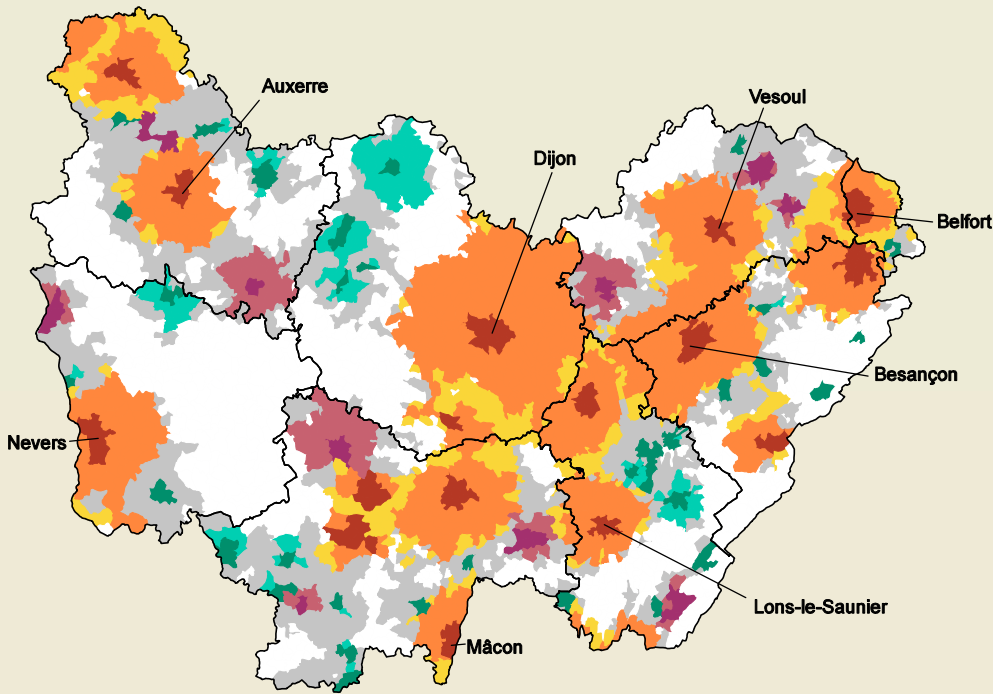 Auxerre
Vesoul
Dijon
Belfort
Besançon
Nevers
Lons-le-Saunier
Mâcon